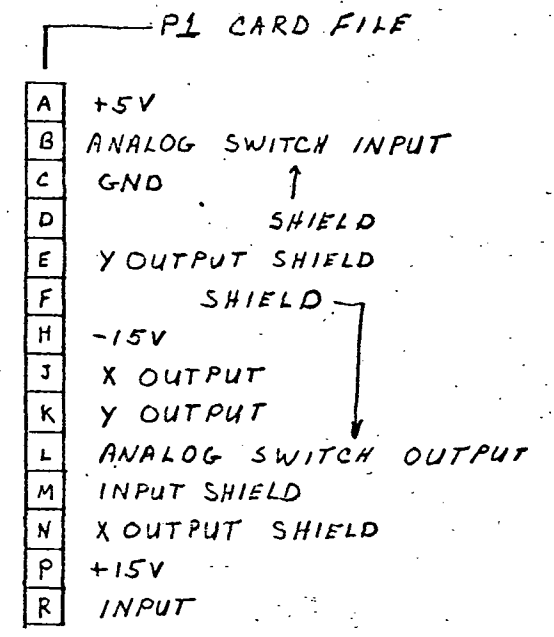 P1 CARD FILE
A +5V
B ANALOG SWITCH INPUT
C GND
D SHIELD
E Y OUTPUT SHIELD
F SHIELD
H -15V
J X OUTPUT
K Y OUTPUT
L ANALOG SWITCH OUTPUT
M INPUT SHIELD
N X OUTPUT SHIELD
P +15V
R INPUT